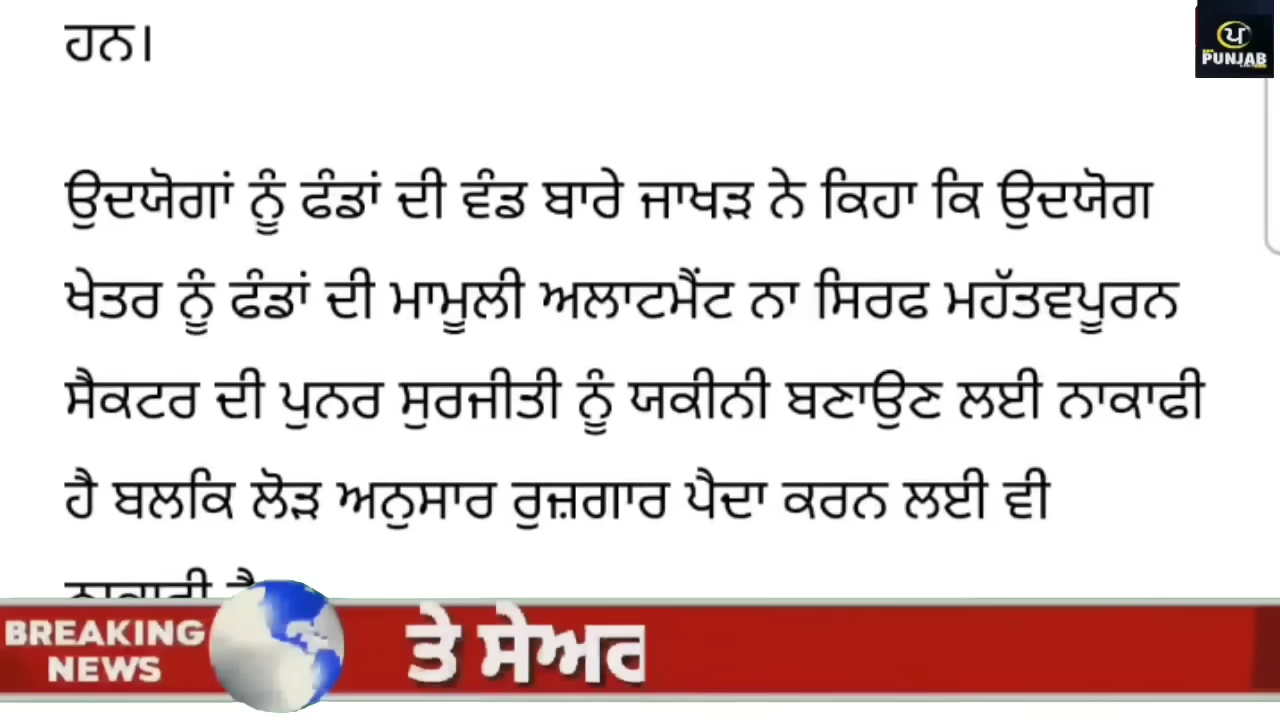 ਹਨ।
ਪ
PUNJAB
ਉਦਯੋਗਾਂ ਨੂੰ ਫੰਡਾਂ ਦੀ ਵੰਡ ਬਾਰੇ ਜਾਖੜ ਨੇ ਕਿਹਾ ਕਿ ਉਦਯੋਗ
ਖੇਤਰ ਨੂੰ ਫੰਡਾਂ ਦੀ ਮਾਮੂਲੀ ਅਲਾਟਮੈਂਟ ਨਾ ਸਿਰਫ ਮਹੱਤਵਪੂਰਨ
ਸੈਕਟਰ ਦੀ ਪੁਨਰ ਸੁਰਜੀਤੀ ਨੂੰ ਯਕੀਨੀ ਬਣਾਉਣ ਲਈ ਨਾਕਾਫੀ
ਹੈ ਬਲਕਿ ਲੋੜ ਅਨੁਸਾਰ ਰੁਜ਼ਗਾਰ ਪੈਦਾ ਕਰਨ ਲਈ ਵੀ
BREAKING
NEWS
ਤੇ ਸੇਅਰ